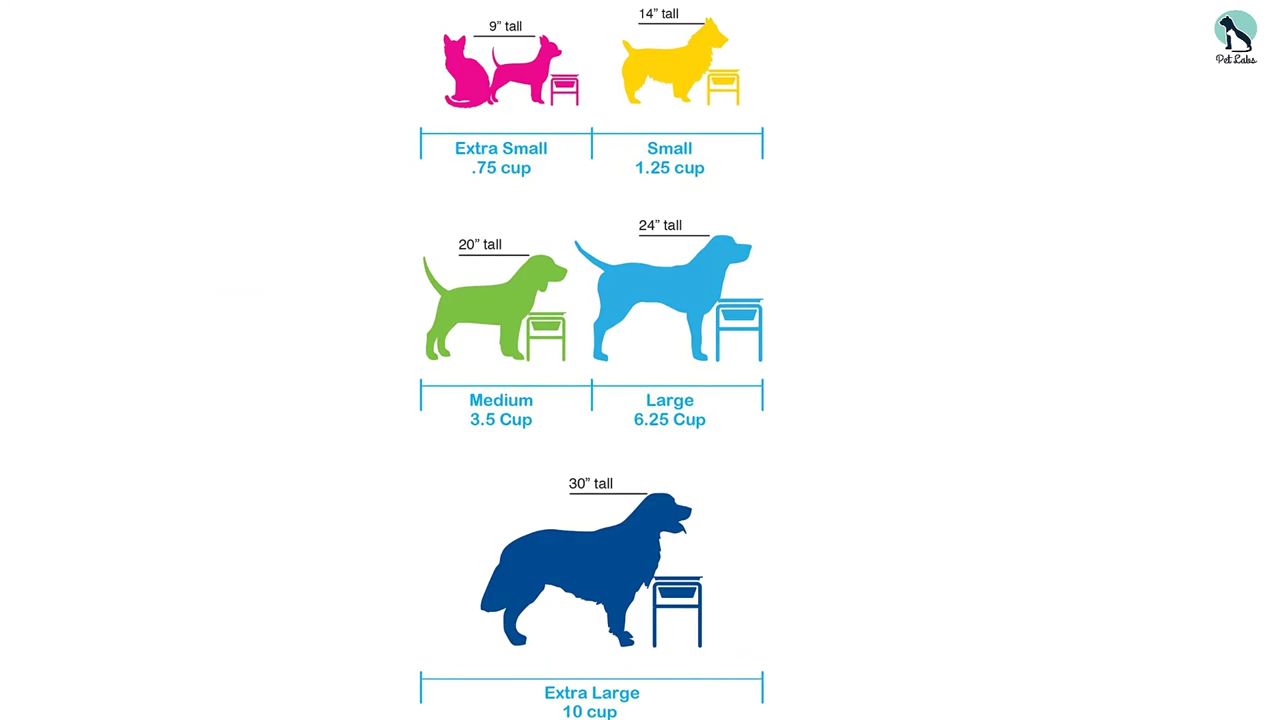 9” tall
14” tall
Pet Labs
Extra Small
.75 cup
Small
1.25 cup
20” tall
24” tall
Medium
3.5 Cup
Large
6.25 Cup
30” tall
Extra Large
10 cup